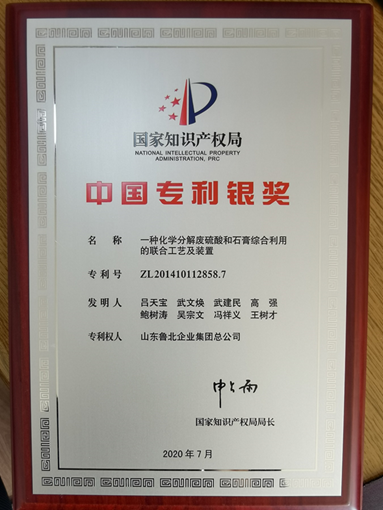 国家知识产权局
NATIONAL INTELLECTUAL PROPERTY
ADMINISTRATION, PRC
中国专利银奖
名 称 一种化学分解废硫酸和石膏综合利用
的联合工艺及装置
专 利 号 ZL201410112858.7
发 明 人 吕天宝 武文焕 武建民 高 强
鲍树涛 吴宗文 冯祥义 王树才
专利权人 山东鲁北企业集团总公司
申长雨
国家知识产权局局长
2020 年 7 月